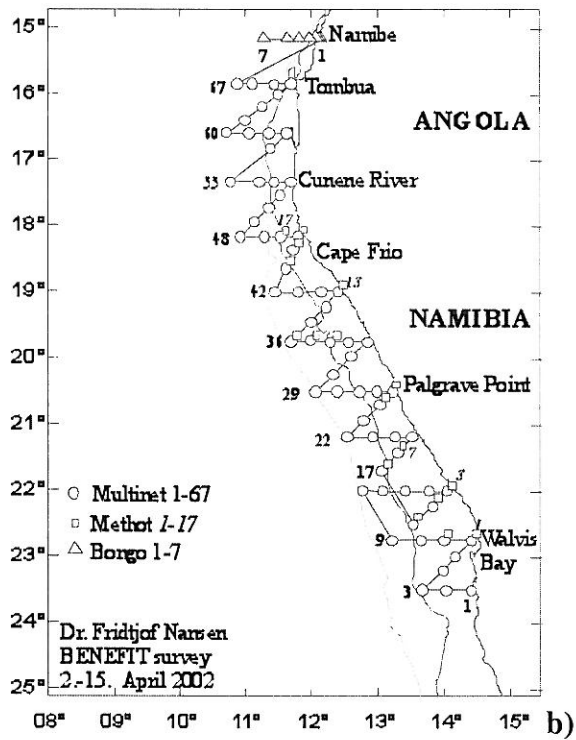 15°
16°
17°
18°
19°
20°
21°
22°
23°
24°
25°
Namibe
7 1
67 Tombua
ANGOLA
60
53 Cunene River
17
48
Cape Frio
42 13
NAMIBIA
31
Palgrave Point
29
22
7
17 3
1
9 Walvis
Bay
3 1
Multinet 1-67
Methot 1-17
Bongo 1-7
Dr. Fridtjof Nansen
BENEFIT survey
2.-15. April 2002
08° 09° 10° 11° 12° 13° 14° 15° b)